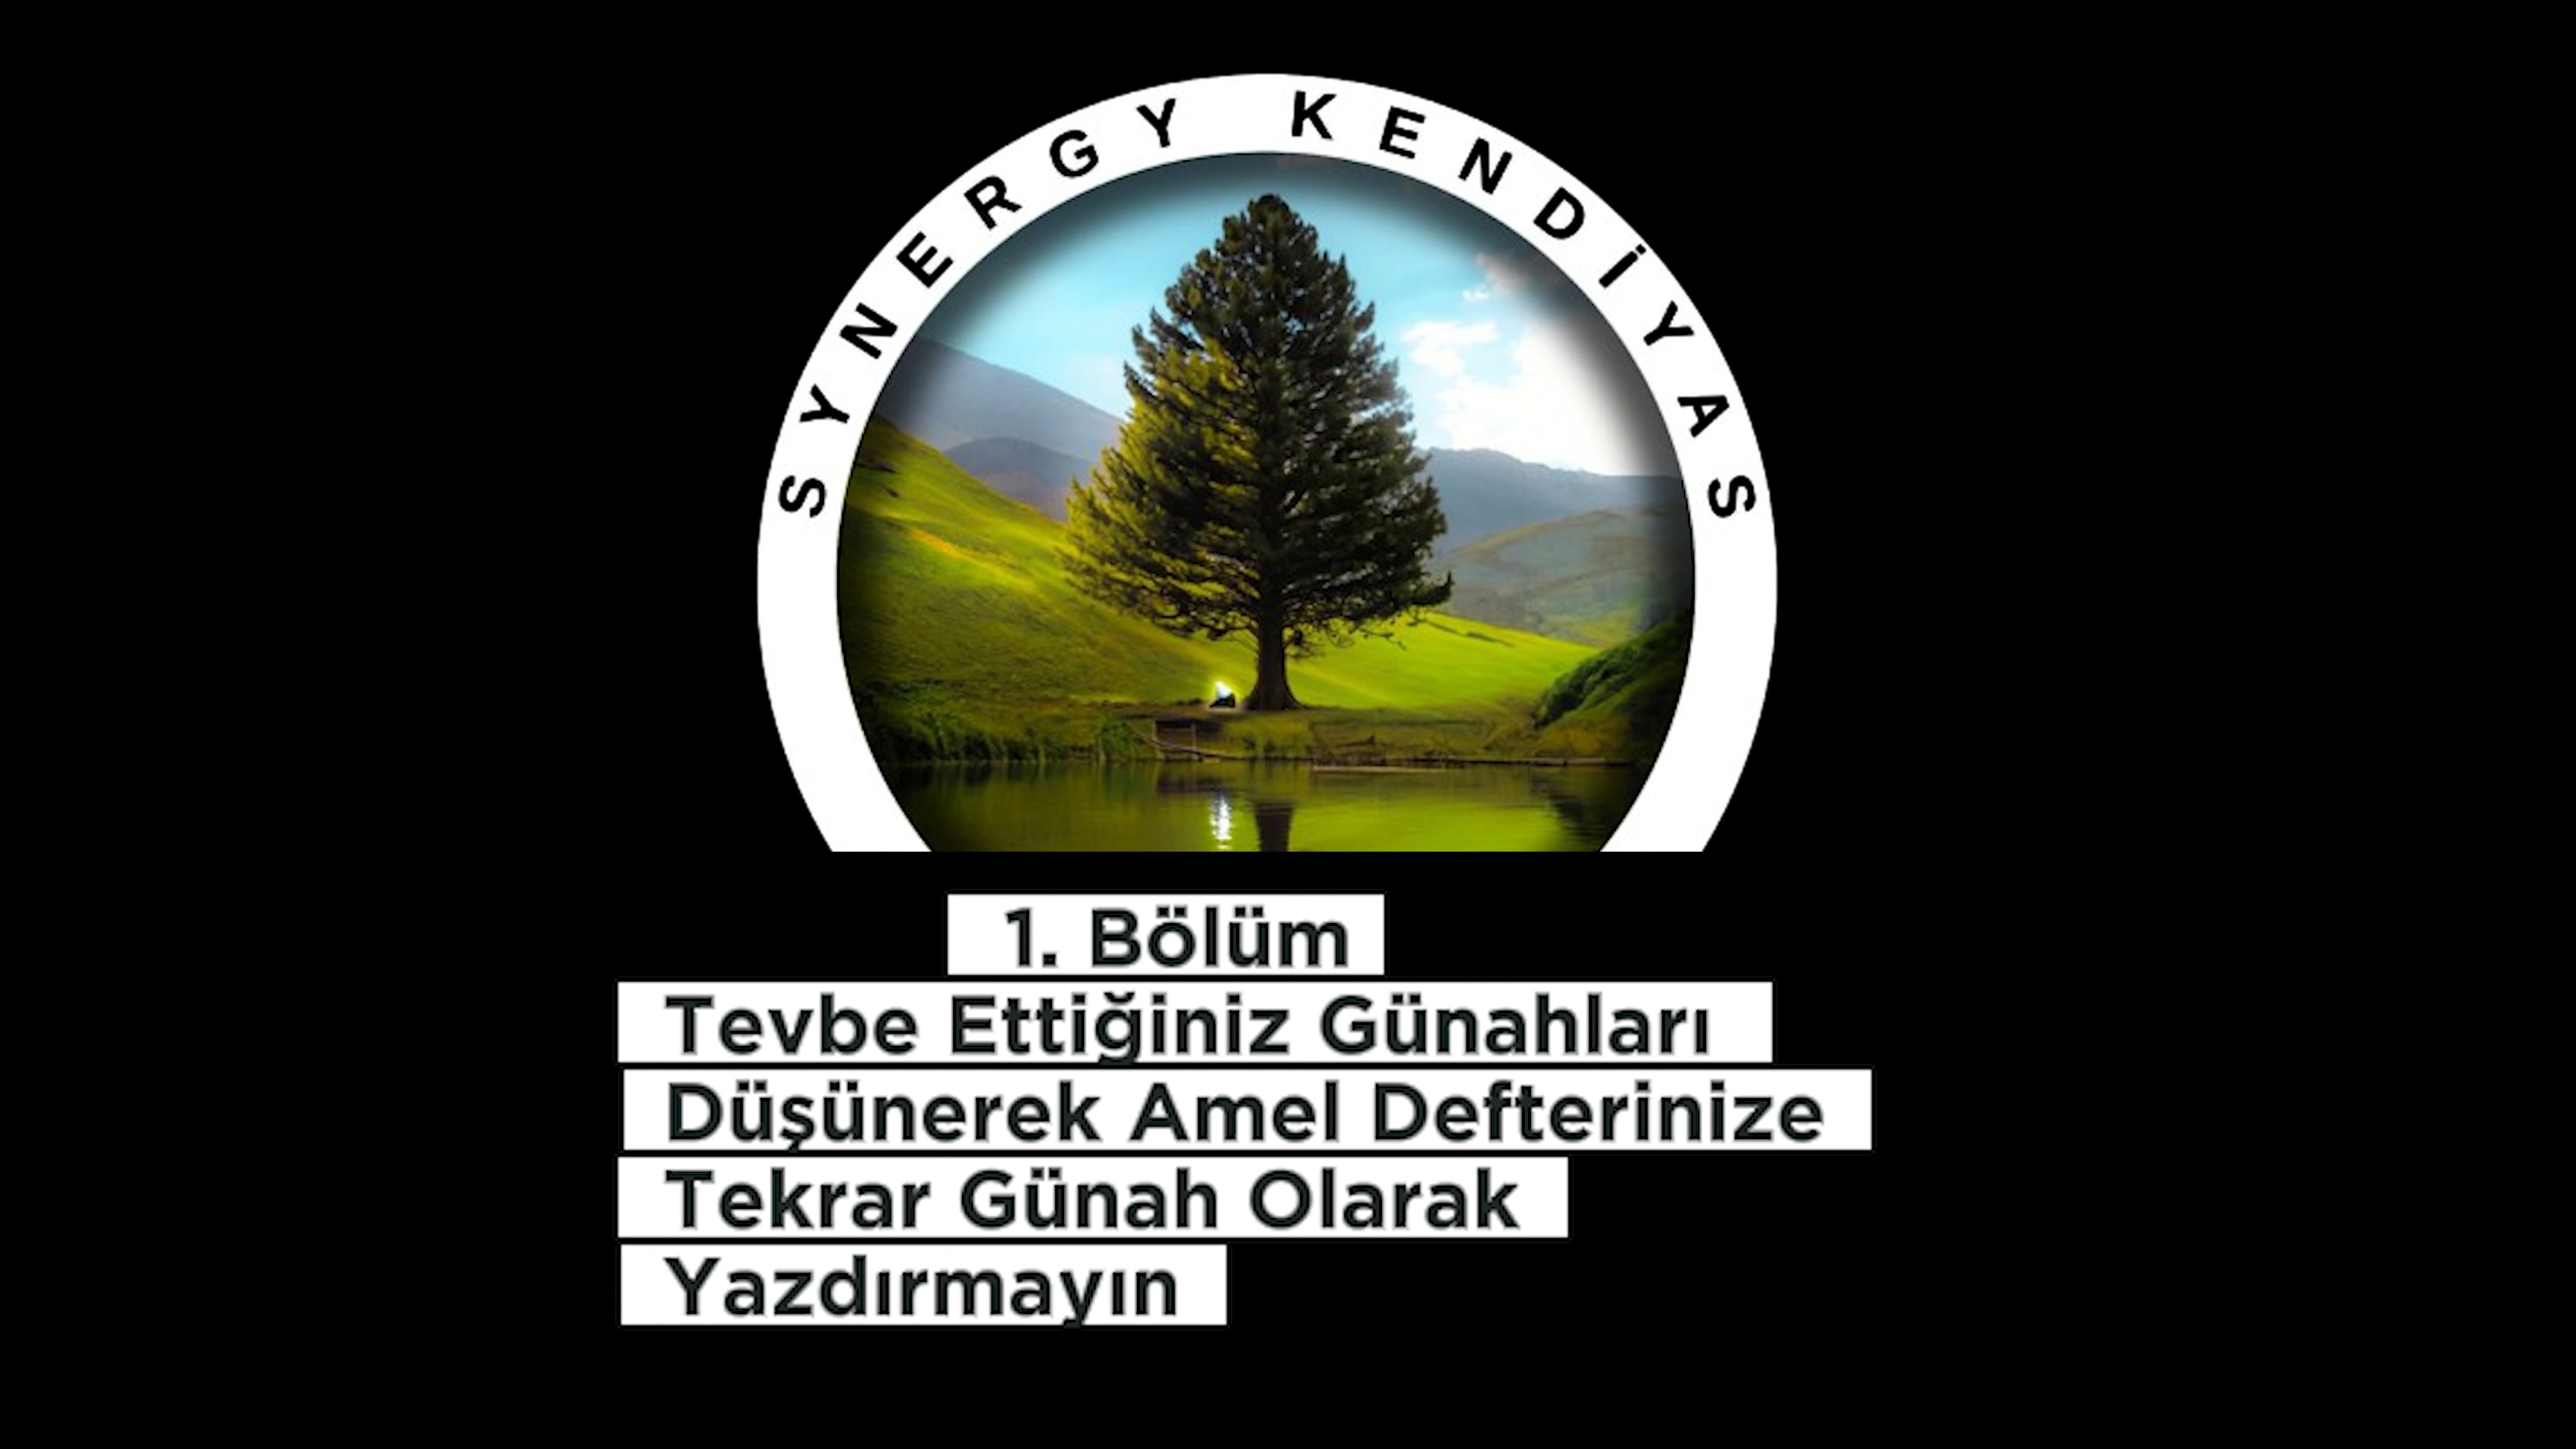 SYNERGY KENDİYAS
1. Bölüm
Tevbe Ettiğiniz Günahları
Düşünerek Amel Defterinize
Tekrar Günah Olarak
Yazdırmayın